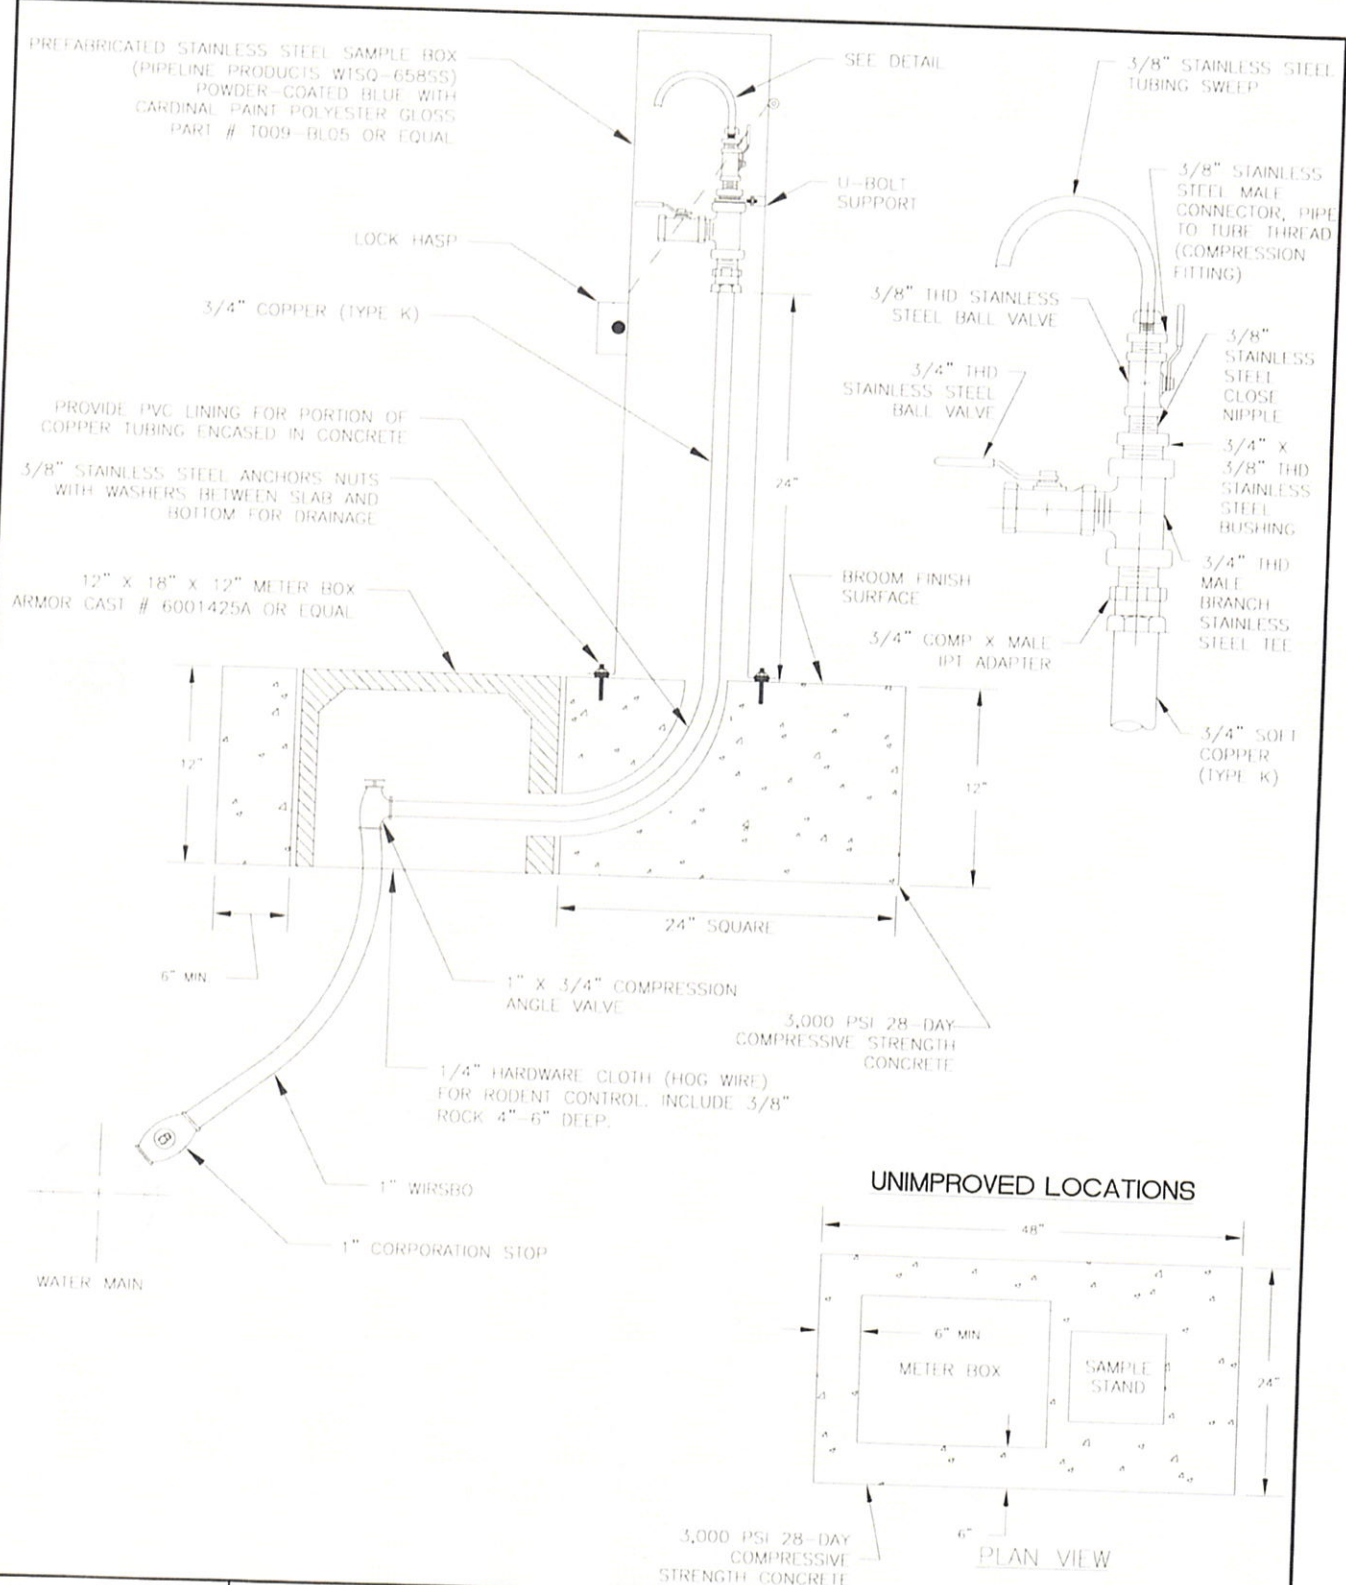 PREFABRICATED STAINLESS STEEL SAMPLE BOX
(PIPELINE PRODUCTS WTSQ-658SS)
POWDER-COATED BLUE WITH
CARDINAL PAINT POLYESTER GLOSS
PART # T009-BL05 OR EQUAL
SEE DETAIL
3/8" STAINLESS STEEL
TUBING SWEEP
U-BOLT
SUPPORT
3/8" STAINLESS
STEEL MALE
CONNECTOR, PIPE
TO TUBE THREAD
(COMPRESSION
FITTING)
LOCK HASP
3/4" COPPER (TYPE K)
3/8" THD STAINLESS
STEEL BALL VALVE
3/8"
STAINLESS
STEEL
CLOSE
NIPPLE
3/4" THD
STAINLESS STEEL
BALL VALVE
PROVIDE PVC LINING FOR PORTION OF
COPPER TUBING ENCASED IN CONCRETE
3/4" X
3/8" THD
STAINLESS
STEEL
BUSHING
3/8" STAINLESS STEEL ANCHORS NUTS
WITH WASHERS BETWEEN SLAB AND
BOTTOM FOR DRAINAGE
24"
3/4" THD
MALE
BRANCH
STAINLESS
STEEL TEE
12" X 18" X 12" METER BOX
ARMOR CAST # 6001425A OR EQUAL
BROOM FINISH
SURFACE
3/4" COMP X MALE
IPT ADAPTER
3/4" SOFT
COPPER
(TYPE K)
12"
12"
24" SQUARE
6" MIN
1" X 3/4" COMPRESSION
ANGLE VALVE
3,000 PSI 28-DAY
COMPRESSIVE STRENGTH
CONCRETE
1/4" HARDWARE CLOTH (HOG WIRE)
FOR RODENT CONTROL. INCLUDE 3/8"
ROCK 4"-6" DEEP.
1" WIRSBO
1" CORPORATION STOP
WATER MAIN
UNIMPROVED LOCATIONS
48"
6" MIN
METER BOX
SAMPLE
STAND
24"
6"
3,000 PSI 28-DAY
COMPRESSIVE
STRENGTH CONCRETE
PLAN VIEW